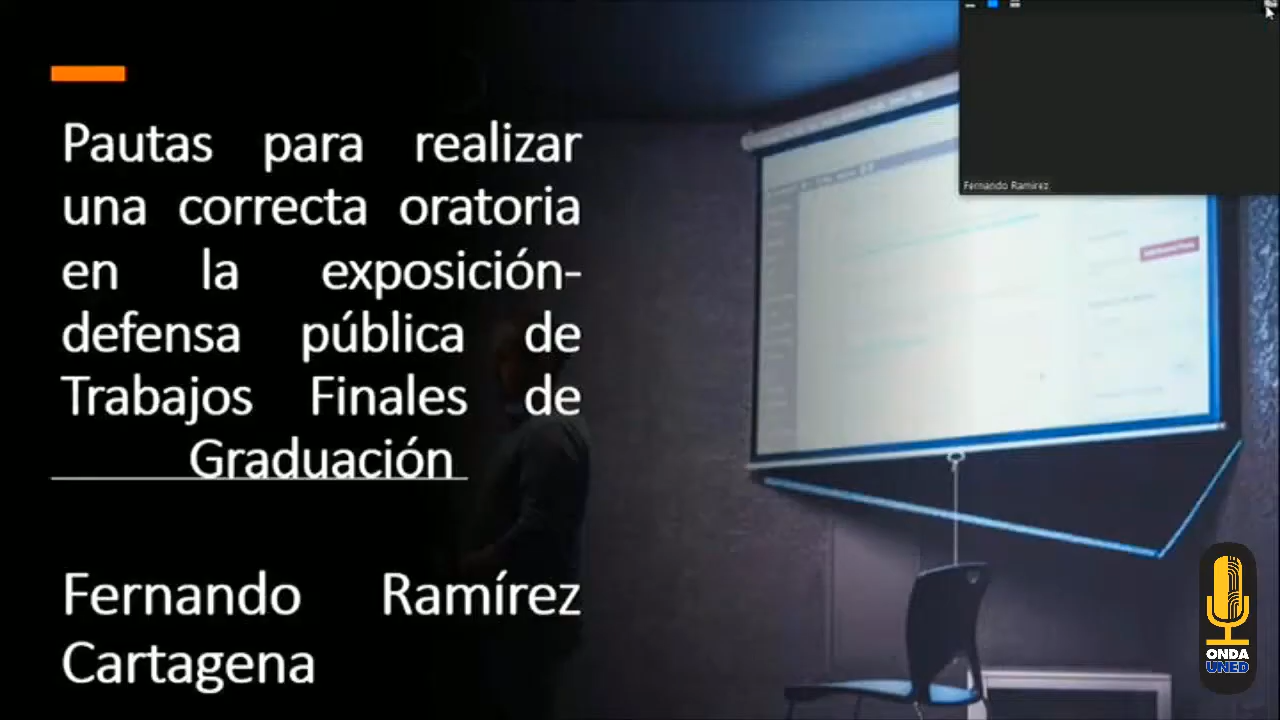 Pautas para realizar
una correcta oratoria
en la exposición-
defensa pública de
Trabajos Finales de
Graduación
Fernando Ramírez
Cartagena
Fernando Ramirez
ONDA
UNED